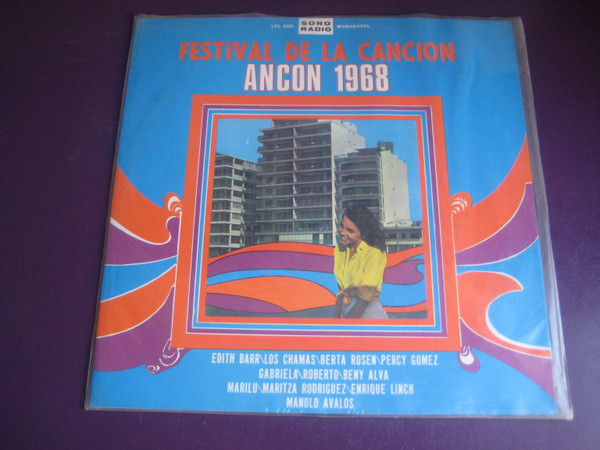 SONO RADIO
MONOAURAL
FESTIVAL DE LA CANCION
ANCON 1968
EDITH BARR\LOS CHAMAS\BERTA ROSEN\PERCY GOMEZ
GABRIELA\ROBERTO\BENY ALVA
MARILU\MARITZA RODRIGUEZ\ENRIQUE LINCH
MANOLO AVALOS